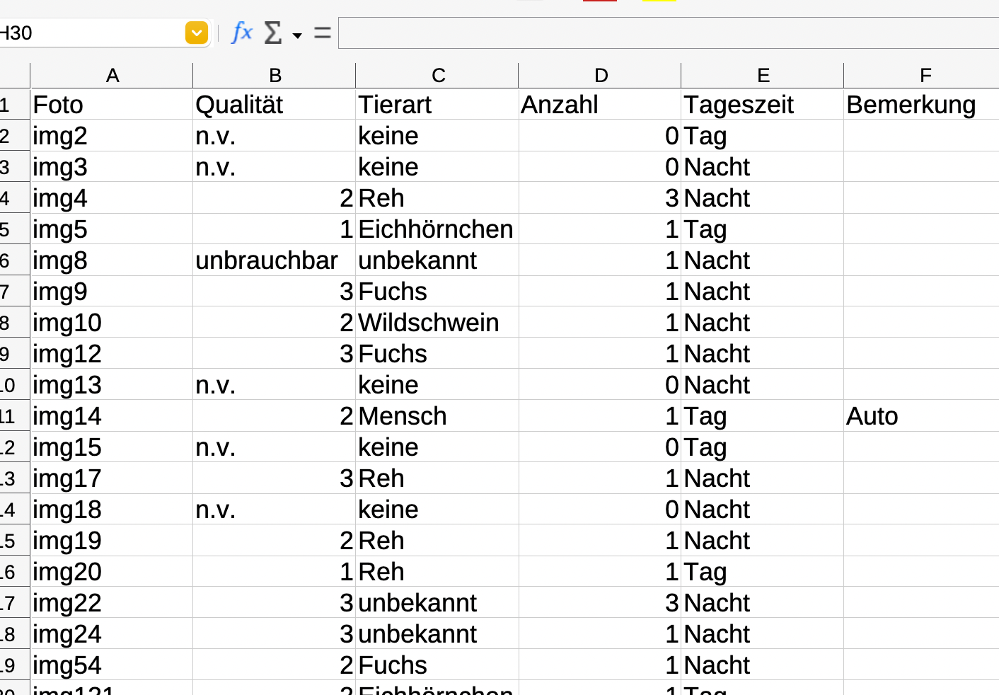 H30 fx Σ =
A B C D E F
1 Foto Qualität Tierart Anzahl Tageszeit Bemerkung
2 img2 n.v. keine 0 Tag
3 img3 n.v. keine 0 Nacht
4 img4 2 Reh 3 Nacht
5 img5 1 Eichhörnchen 1 Tag
6 img8 unbrauchbar unbekannt 1 Nacht
7 img9 3 Fuchs 1 Nacht
8 img10 2 Wildschwein 1 Nacht
9 img12 3 Fuchs 1 Nacht
10 img13 n.v. keine 0 Nacht
11 img14 2 Mensch 1 Tag Auto
12 img15 n.v. keine 0 Tag
13 img17 3 Reh 1 Nacht
14 img18 n.v. keine 0 Nacht
15 img19 2 Reh 1 Nacht
16 img20 1 Reh 1 Tag
17 img22 3 unbekannt 3 Nacht
18 img24 3 unbekannt 1 Nacht
19 img54 2 Fuchs 1 Nacht
20 img121 Eichhörnchen 1 Tag